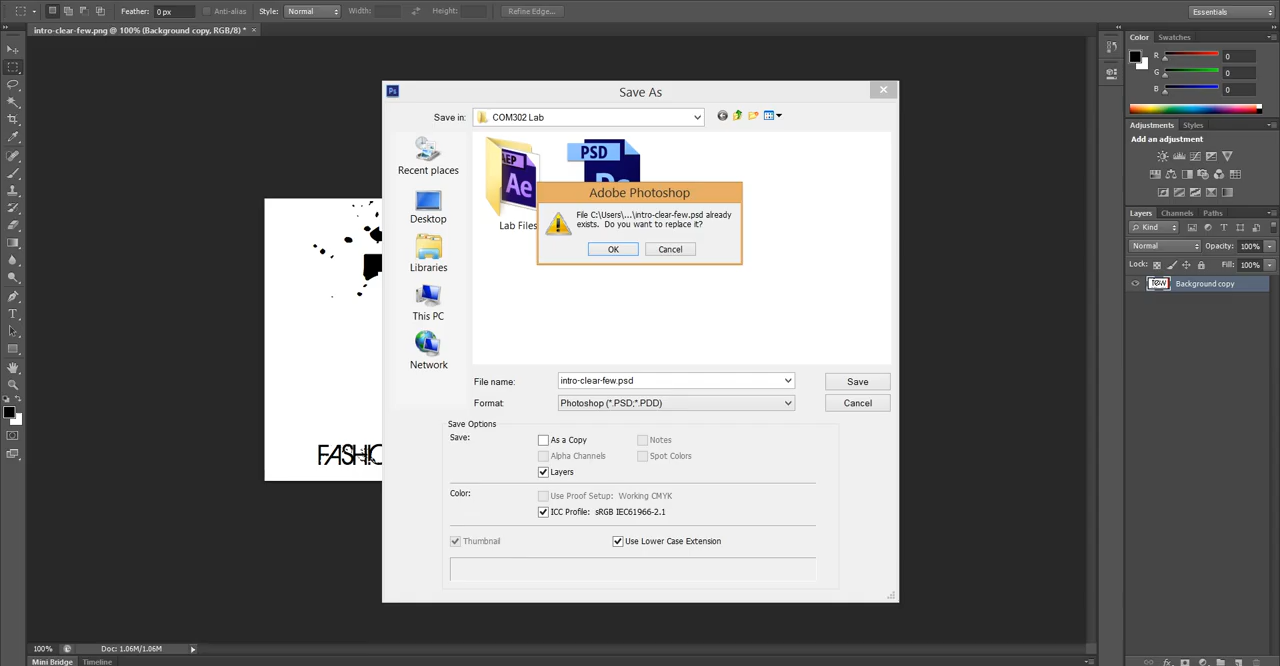 Feather: 0 px Anti-alias Style: Normal Width: Height: Refine Edge... Essentials
intro-clear-few.png @ 100% (Background copy, RGB/8) * ×
Color Swatches
R 0
G 0
B 0
Adjustments Styles
Add an adjustment
Layers Channels Paths
Kind
Normal Opacity: 100%
Lock: Fill: 100%
TOW Background copy
Ps Save As
Save in: COM302 Lab
Recent places
Desktop
Libraries
This PC
Network
AEP
Ae
Lab Files
PSD
Adobe Photoshop
File C:\Users\...\intro-clear-few.psd already
exists. Do you want to replace it?
OK Cancel
File name: intro-clear-few.psd Save
Format: Photoshop (*.PSD;*.PDD) Cancel
Save Options
Save: As a Copy Notes
Alpha Channels Spot Colors
Layers
Color: Use Proof Setup: Working CMYK
ICC Profile: sRGB IEC61966-2.1
Thumbnail Use Lower Case Extension
100% Doc: 1.06M/1.06M
Mini Bridge Timeline